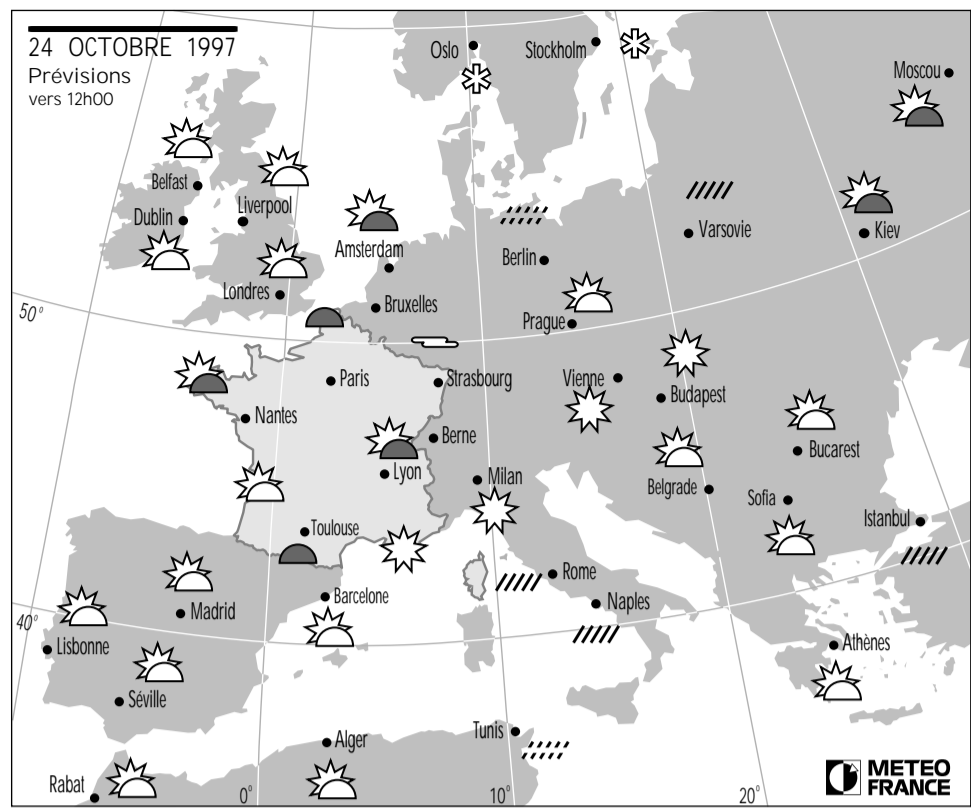 24 OCTOBRE 1997
Prévisions
vers 12h00
Oslo
Stockholm
Moscou
Belfast
Dublin
Liverpool
Amsterdam
Berlin
Varsovie
Kiev
Londres
Bruxelles
50°
Prague
Paris
Strasbourg
Vienne
Budapest
Nantes
Berne
Bucarest
Lyon
Milan
Belgrade
Sofia
Istanbul
Toulouse
Rome
Barcelone
Naples
Madrid
40°
Lisbonne
Athènes
Séville
Tunis
Alger
Rabat
0°
10°
20°
METEO
FRANCE